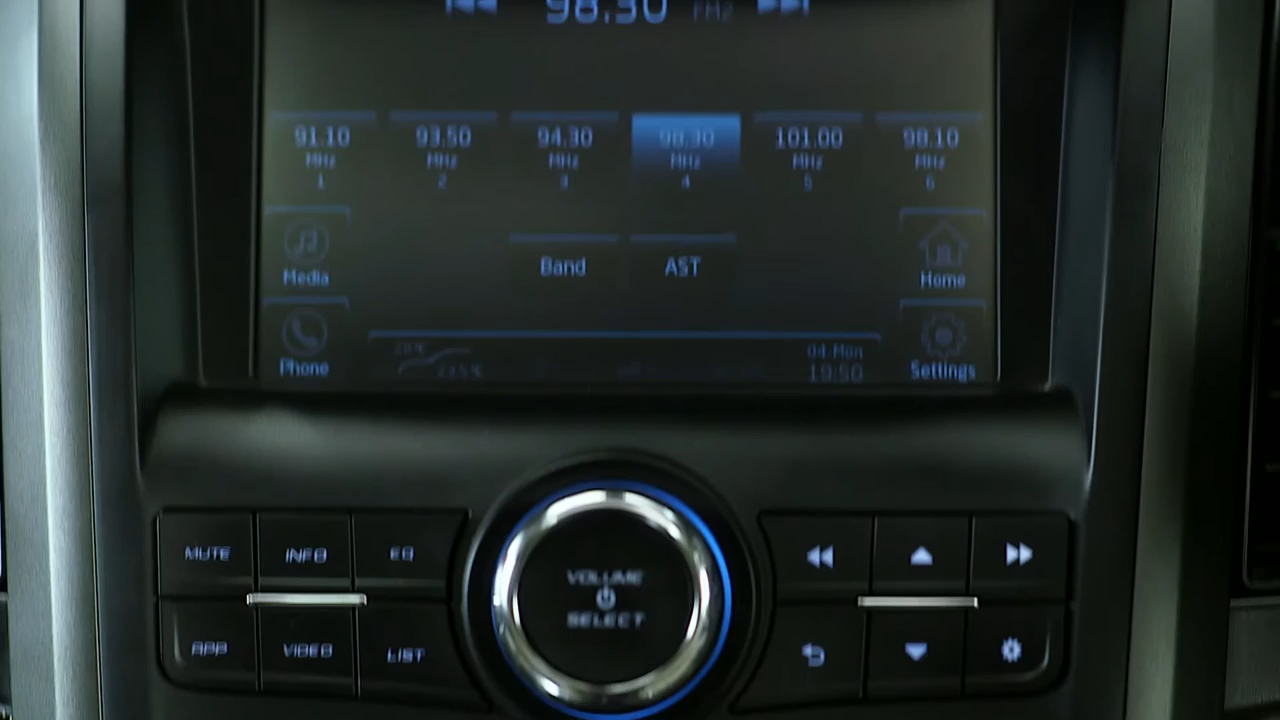 98.30 FM2
91.10 93.50 94.30 98.30 101.00 98.10
MHz MHz MHz MHz MHz MHz
1 2 3 4 5 6
Media Band AST Home
Phone Settings
04 Mon
19:50
MUTE INFO EQ
APP VIDEO LIST
VOLUME
SELECT